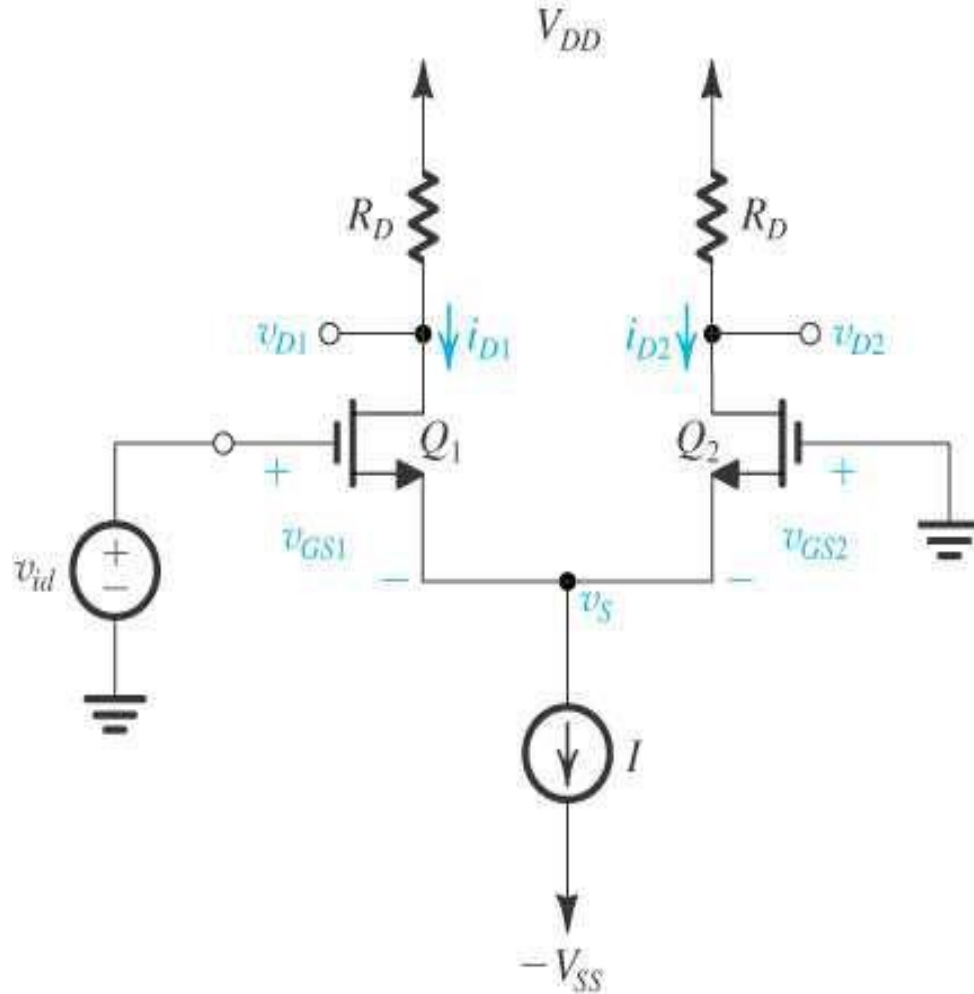 V_DD
R_D R_D
v_D1 i_D1 i_D2 v_D2
Q_1 Q_2
+ +
v_GS1 v_GS2
+
−
v_id
− −
v_S
I
−V_SS